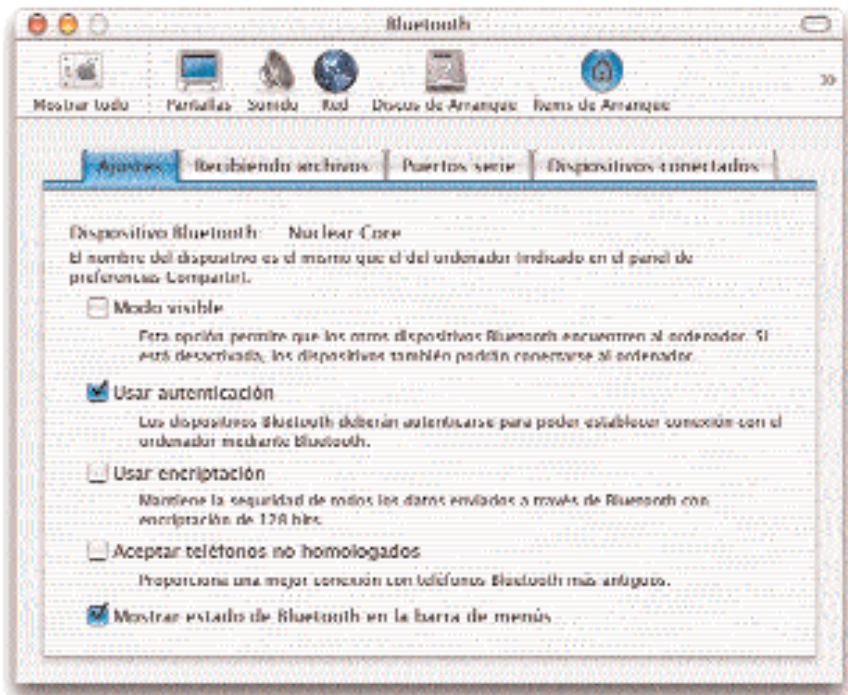 Bluetooth
Mostrar todo Pantallas Sonido Red Discos de Arranque Ítems de Arranque
Ajustes Recibiendo archivos Puertos serie Dispositivos conectados
Dispositivo Bluetooth: Nuclear Core
El nombre del dispositivo es el mismo que el del ordenador (indicado en el panel de
preferencias Compartir).
Modo visible
Esta opción permite que los otros dispositivos Bluetooth encuentren al ordenador. Si
está desactivada, los dispositivos también podrán conectarse al ordenador.
Usar autenticación
Los dispositivos Bluetooth deberán autenticarse para poder establecer conexión con el
ordenador mediante Bluetooth.
Usar encriptación
Mantiene la seguridad de todos los datos enviados a través de Bluetooth con
encriptación de 128 bits.
Aceptar teléfonos no homologados
Proporciona una mejor conexión con teléfonos Bluetooth más antiguos.
Mostrar estado de Bluetooth en la barra de menús